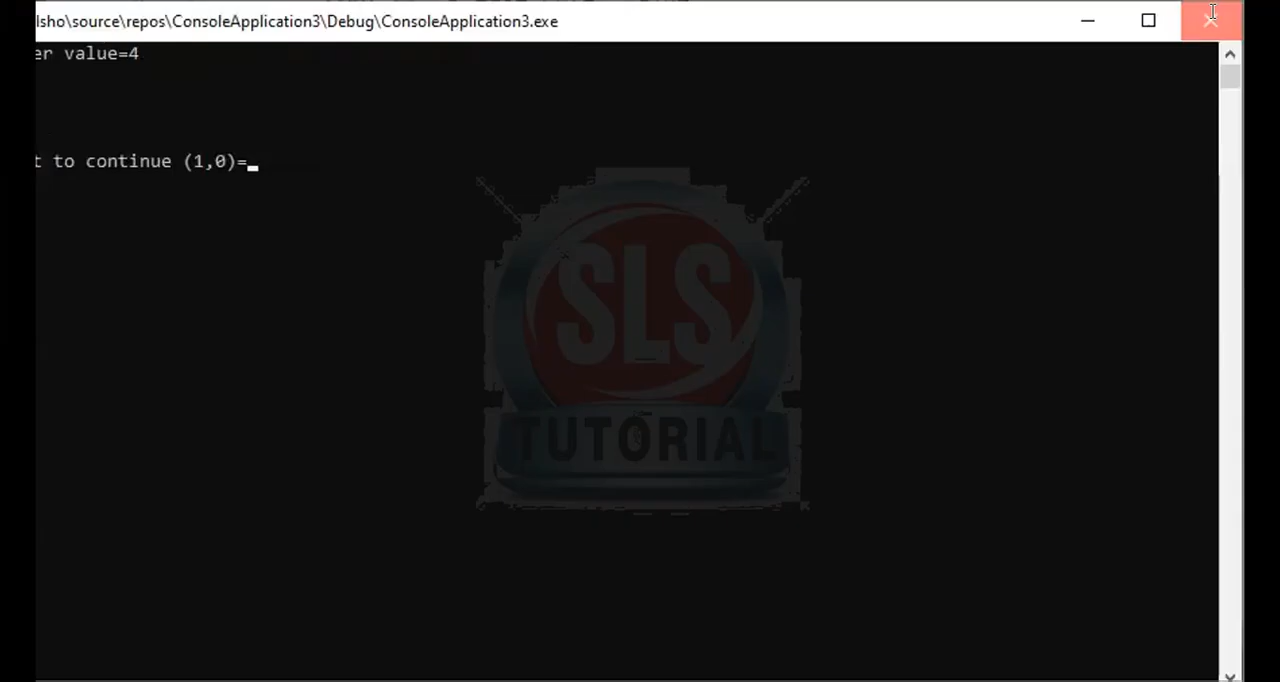 lsho\source\repos\ConsoleApplication3\Debug\ConsoleApplication3.exe
er value=4
t to continue (1,0)=
SLS
TUTORIAL